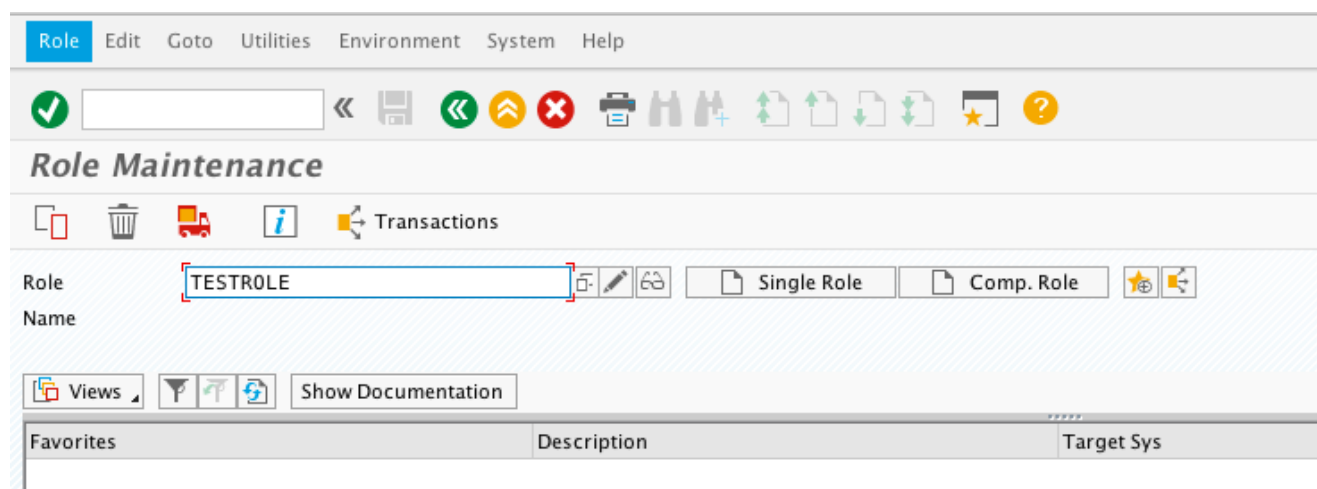 Role Edit Goto Utilities Environment System Help
Role Maintenance
Transactions
Role TESTROLE Single Role Comp. Role
Name
Views Show Documentation
Favorites Description Target Sys